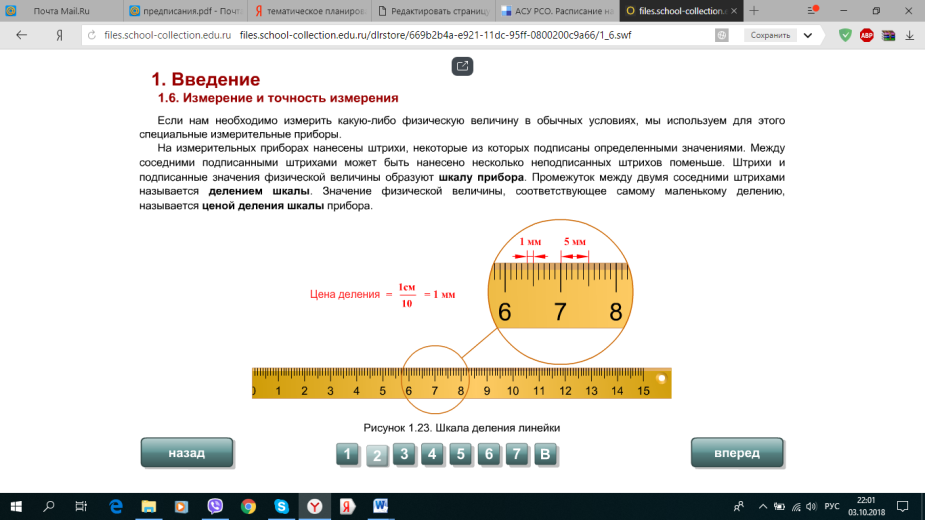 Почта Mail.Ru
предписания.pdf - Почт
тематическое планиров
Редактировать страницу
АСУ РСО. Расписание на
files.school-collection.e
files.school-collection.edu.ru files.school-collection.edu.ru/dlrstore/669b2b4a-e921-11dc-95ff-0800200c9a66/1_6.swf
Сохранить
ABP
1. Введение
1.6. Измерение и точность измерения
Если нам необходимо измерить какую-либо физическую величину в обычных условиях, мы используем для этого
специальные измерительные приборы.
На измерительных приборах нанесены штрихи, некоторые из которых подписаны определенными значениями. Между
соседними подписанными штрихами может быть нанесено несколько неподписанных штрихов поменьше. Штрихи и
подписанные значения физической величины образуют шкалу прибора. Промежуток между двумя соседними штрихами
называется делением шкалы. Значение физической величины, соответствующее самому маленькому делению,
называется ценой деления шкалы прибора.
1 мм 5 мм
Цена деления = 1см / 10 = 1 мм
6 7 8
0 1 2 3 4 5 6 7 8 9 10 11 12 13 14 15
Рисунок 1.23. Шкала деления линейки
назад 1 2 3 4 5 6 7 В вперед
РУС
22:01
03.10.2018